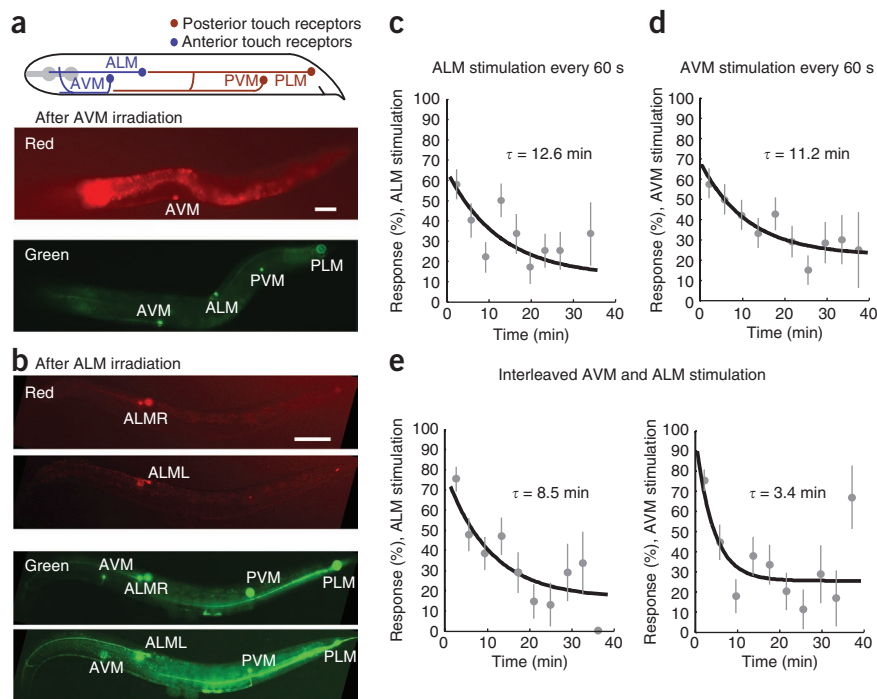 a
Posterior touch receptors
Anterior touch receptors
ALM
AVM
PVM
PLM
After AVM irradiation
Red
AVM
Green
PLM
PVM
ALM
AVM
b
After ALM irradiation
Red
ALMR
ALML
Green
AVM
ALMR
PVM
PLM
ALML
AVM
PVM
PLM
c
ALM stimulation every 60 s
Response (%), ALM stimulation
100
90
80
70
60
50
40
30
20
10
0
τ = 12.6 min
0 10 20 30 40
Time (min)
d
AVM stimulation every 60 s
Response (%), AVM stimulation
100
90
80
70
60
50
40
30
20
10
0
τ = 11.2 min
0 10 20 30 40
Time (min)
e
Interleaved AVM and ALM stimulation
Response (%), ALM stimulation
100
90
80
70
60
50
40
30
20
10
0
τ = 8.5 min
0 10 20 30 40
Time (min)
Response (%), AVM stimulation
100
90
80
70
60
50
40
30
20
10
0
τ = 3.4 min
0 10 20 30 40
Time (min)